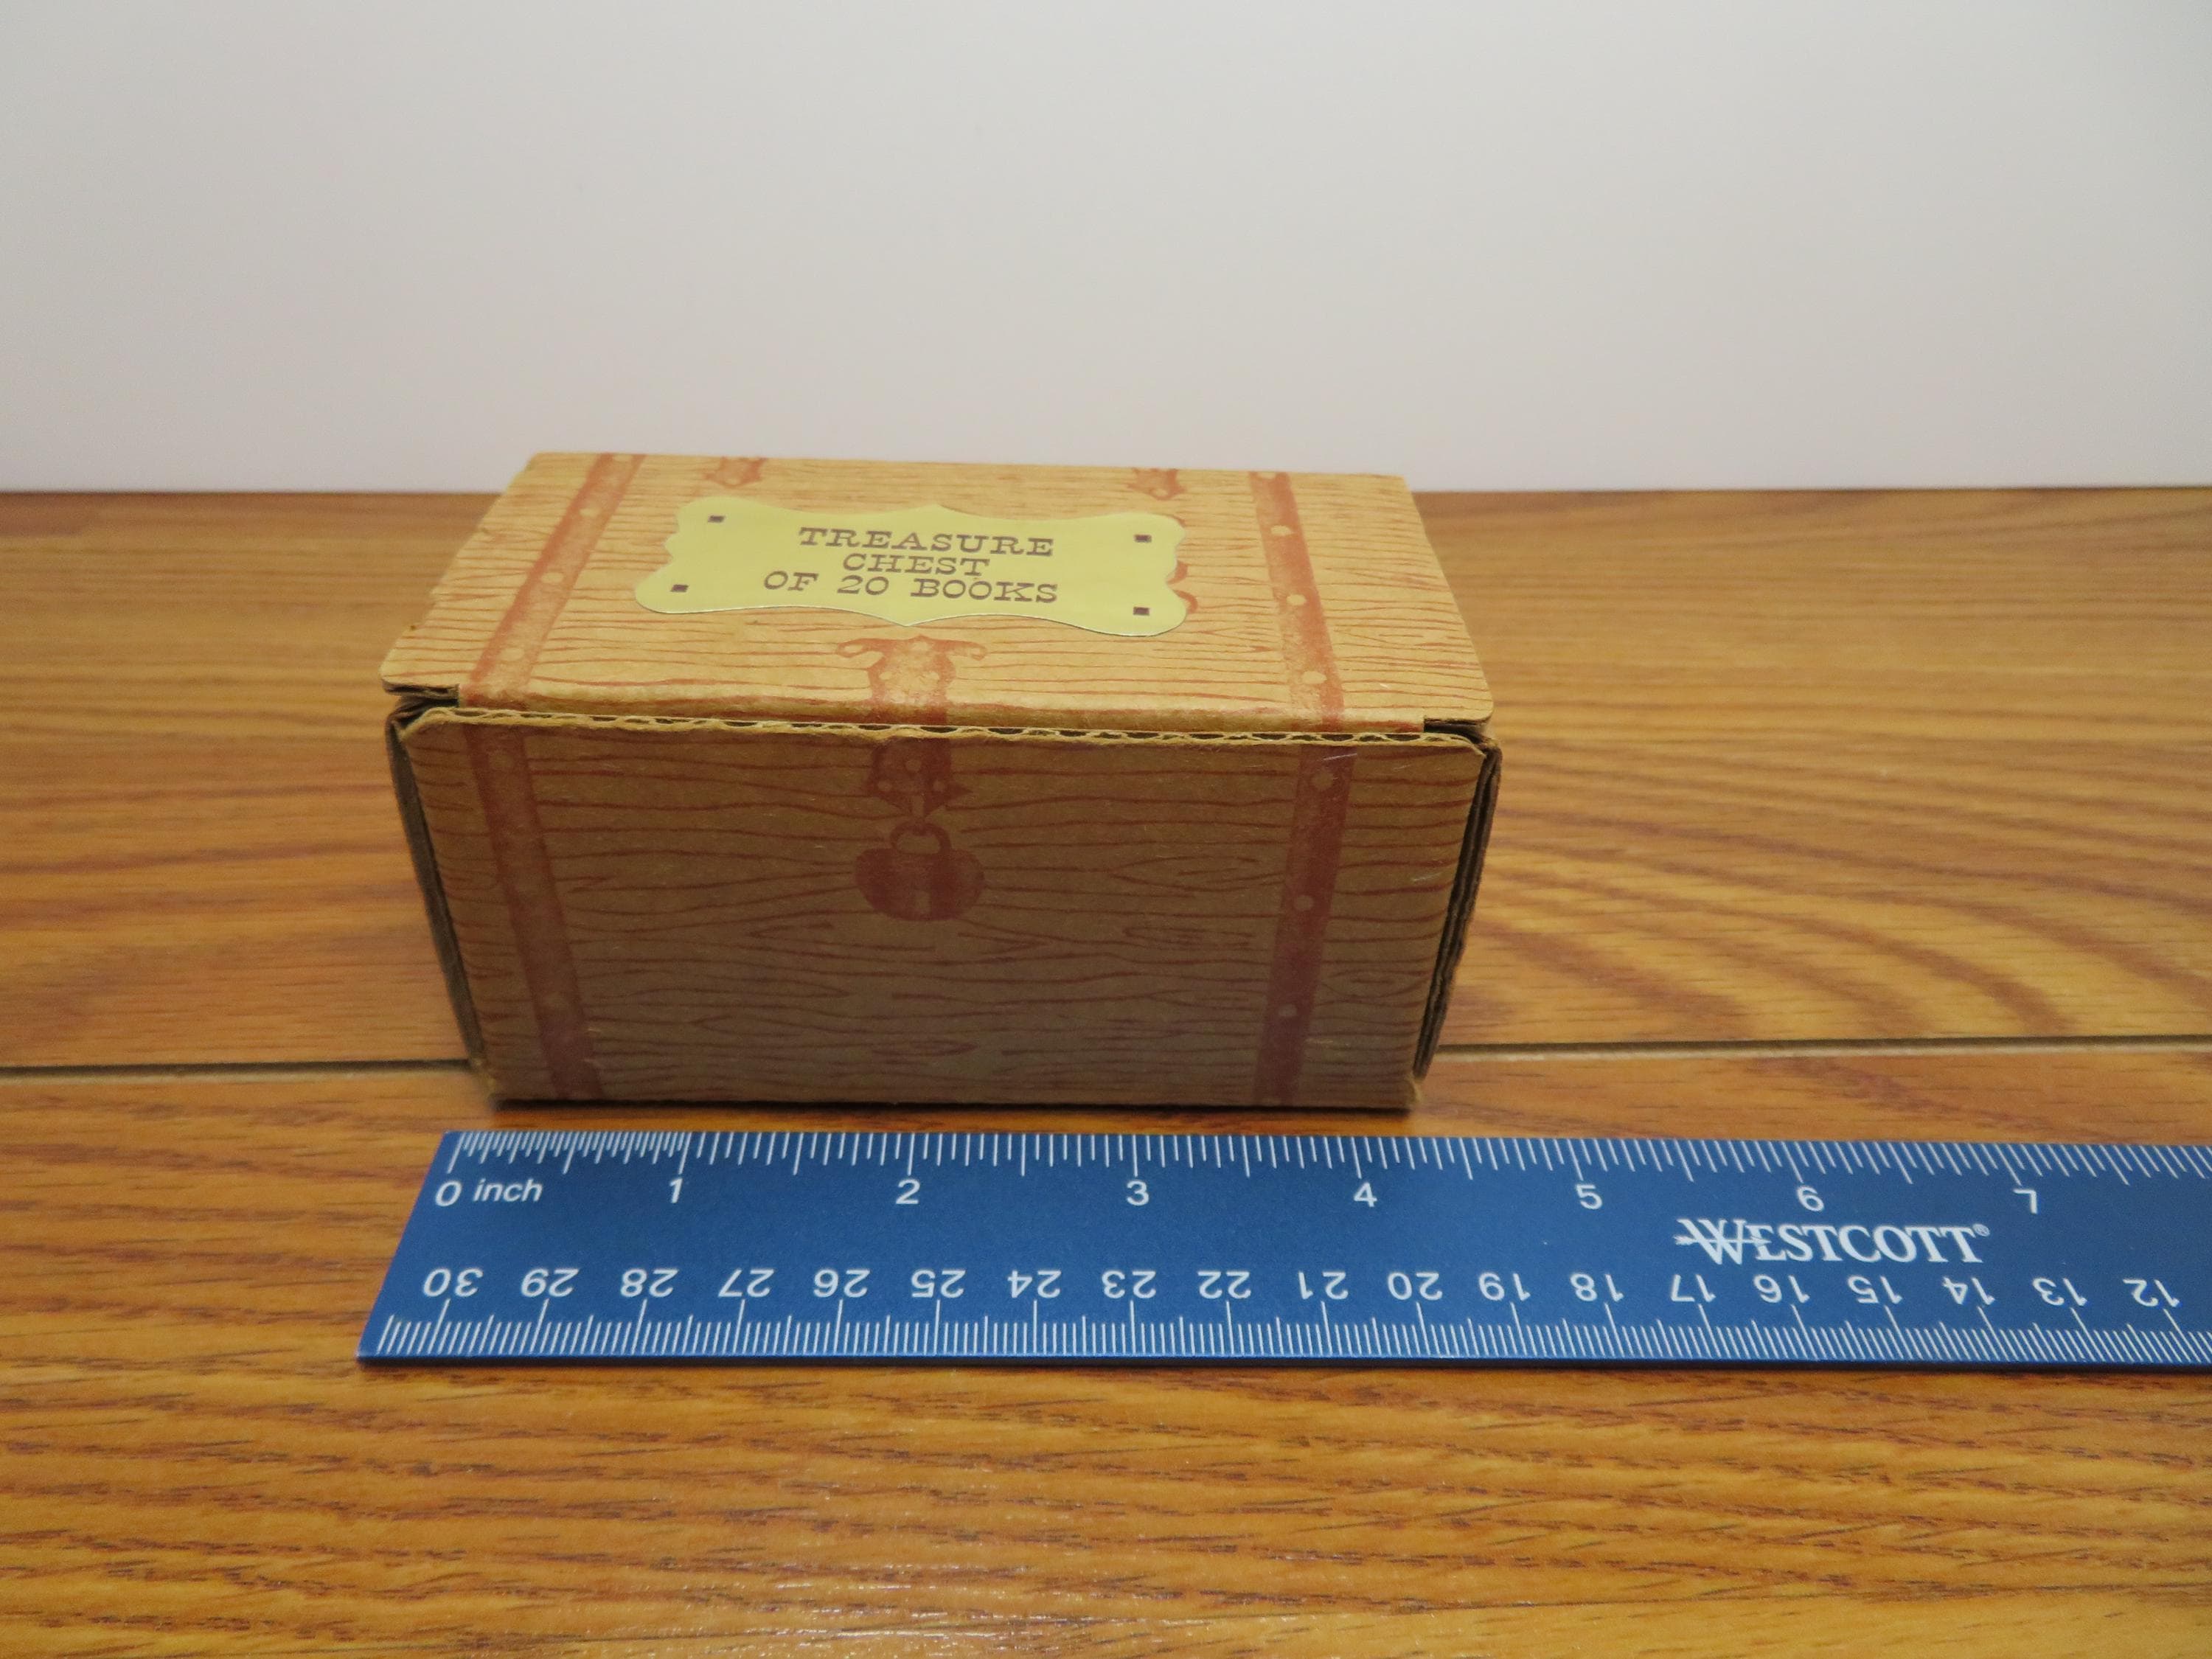 TREASURE
CHEST
OF 20 BOOKS
0 inch 1 2 3 4 5 6 7
WESTCOTT®
30 29 28 27 26 25 24 23 22 21 20 19 18 17 16 15 14 13 12